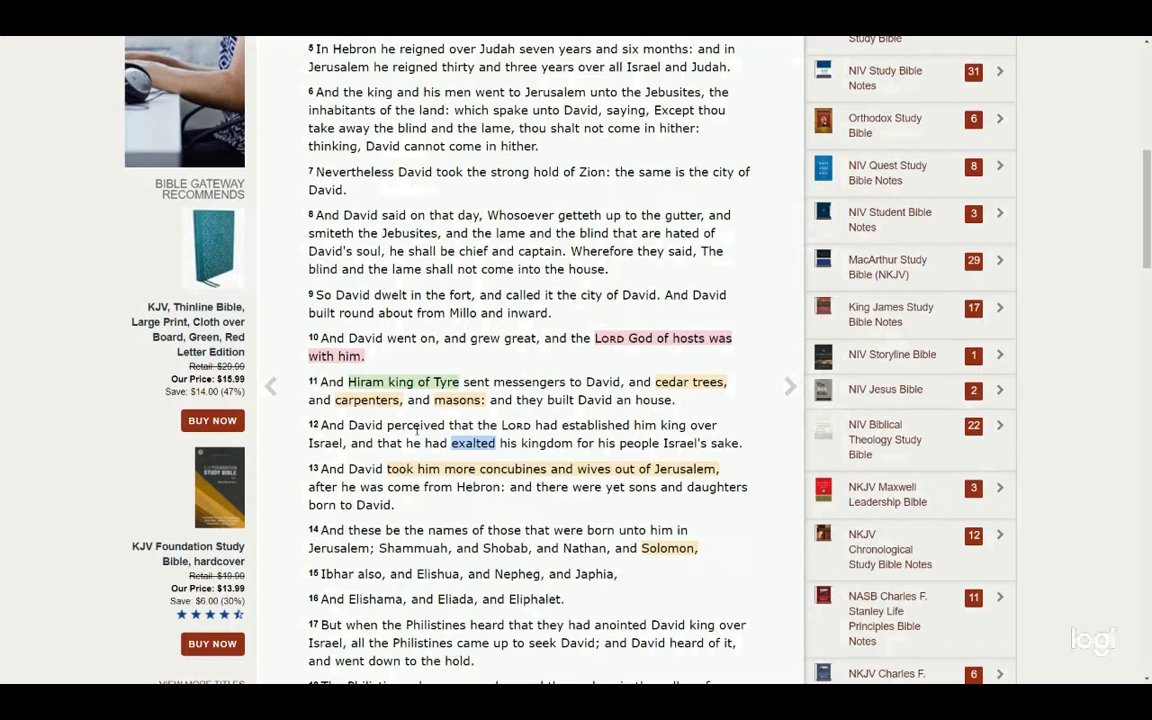 BIBLE GATEWAY
RECOMMENDS
KJV, Thinline Bible,
Large Print, Cloth over
Board, Green, Red
Letter Edition
Retail: $29.99
Our Price: $15.99
Save: $14.00 (47%)
BUY NOW
KJV Foundation Study
Bible, hardcover
Retail: $19.99
Our Price: $13.99
Save: $6.00 (30%)
BUY NOW
5 In Hebron he reigned over Judah seven years and six months: and in
Jerusalem he reigned thirty and three years over all Israel and Judah.
6 And the king and his men went to Jerusalem unto the Jebusites, the
inhabitants of the land: which spake unto David, saying, Except thou
take away the blind and the lame, thou shalt not come in hither:
thinking, David cannot come in hither.
7 Nevertheless David took the strong hold of Zion: the same is the city of
David.
8 And David said on that day, Whosoever getteth up to the gutter, and
smiteth the Jebusites, and the lame and the blind that are hated of
David's soul, he shall be chief and captain. Wherefore they said, The
blind and the lame shall not come into the house.
9 So David dwelt in the fort, and called it the city of David. And David
built round about from Millo and inward.
10 And David went on, and grew great, and the LORD God of hosts was
with him.
11 And Hiram king of Tyre sent messengers to David, and cedar trees,
and carpenters, and masons: and they built David an house.
12 And David perceived that the LORD had established him king over
Israel, and that he had exalted his kingdom for his people Israel's sake.
13 And David took him more concubines and wives out of Jerusalem,
after he was come from Hebron: and there were yet sons and daughters
born to David.
14 And these be the names of those that were born unto him in
Jerusalem; Shammuah, and Shobab, and Nathan, and Solomon,
15 Ibhar also, and Elishua, and Nepheg, and Japhia,
16 And Elishama, and Eliada, and Eliphalet.
17 But when the Philistines heard that they had anointed David king over
Israel, all the Philistines came up to seek David; and David heard of it,
and went down to the hold.
Study Bible
NIV Study Bible
Notes
31
Orthodox Study
Bible
6
NIV Quest Study
Bible Notes
8
NIV Student Bible
Notes
3
MacArthur Study
Bible (NKJV)
29
King James Study
Bible Notes
17
NIV Storyline Bible
1
NIV Jesus Bible
2
NIV Biblical
Theology Study
Bible
22
NKJV Maxwell
Leadership Bible
3
NKJV
Chronological
Study Bible Notes
12
NASB Charles F.
Stanley Life
Principles Bible
Notes
11
NKJV Charles F.
6
logi